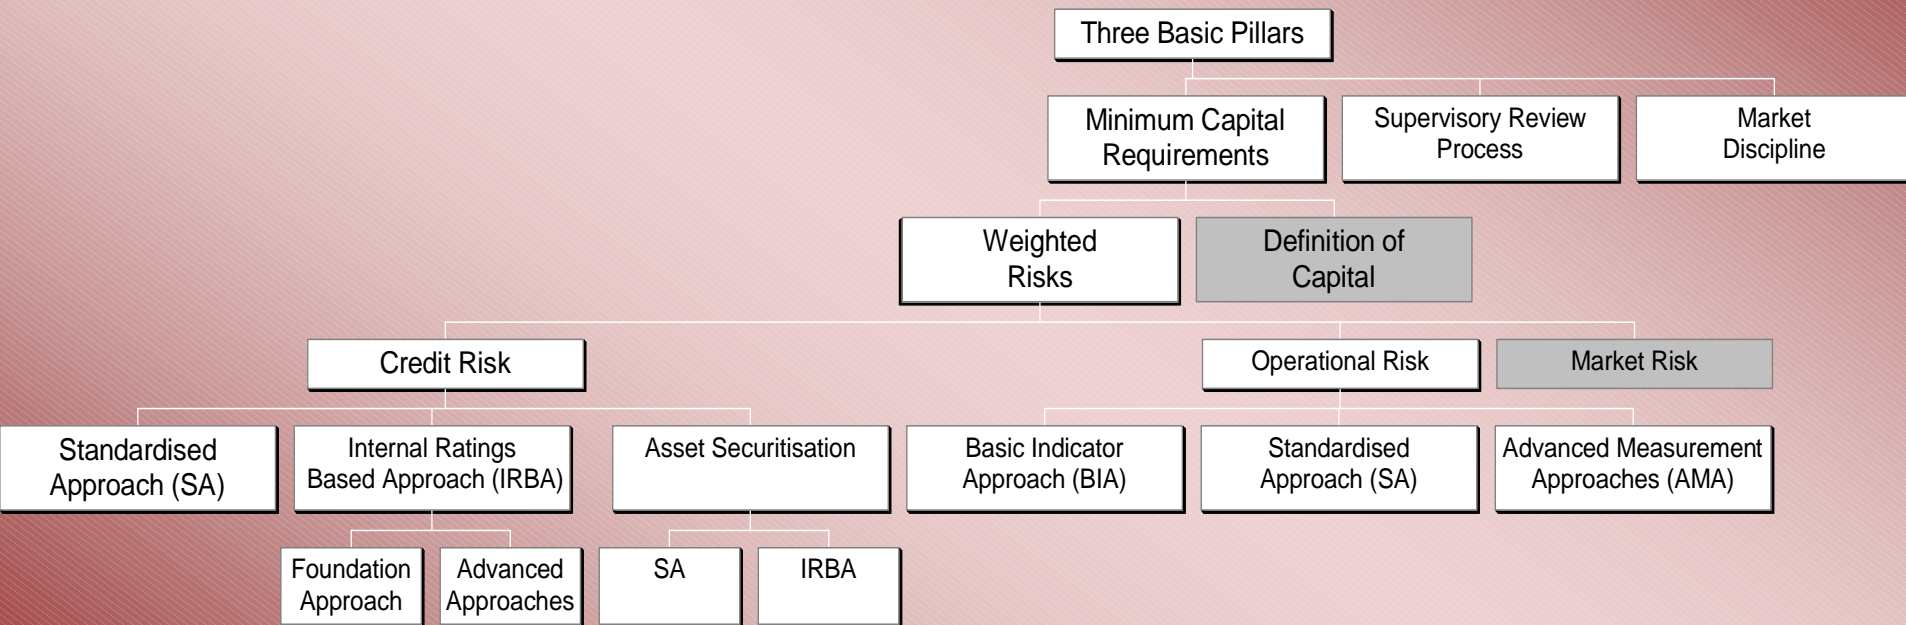 Three Basic Pillars
Minimum Capital
Requirements
Supervisory Review
Process
Market
Discipline
Weighted
Risks
Definition of
Capital
Credit Risk
Operational Risk
Market Risk
Standardised
Approach (SA)
Internal Ratings
Based Approach (IRBA)
Asset Securitisation
Basic Indicator
Approach (BIA)
Standardised
Approach (SA)
Advanced Measurement
Approaches (AMA)
Foundation
Approach
Advanced
Approaches
SA
IRBA